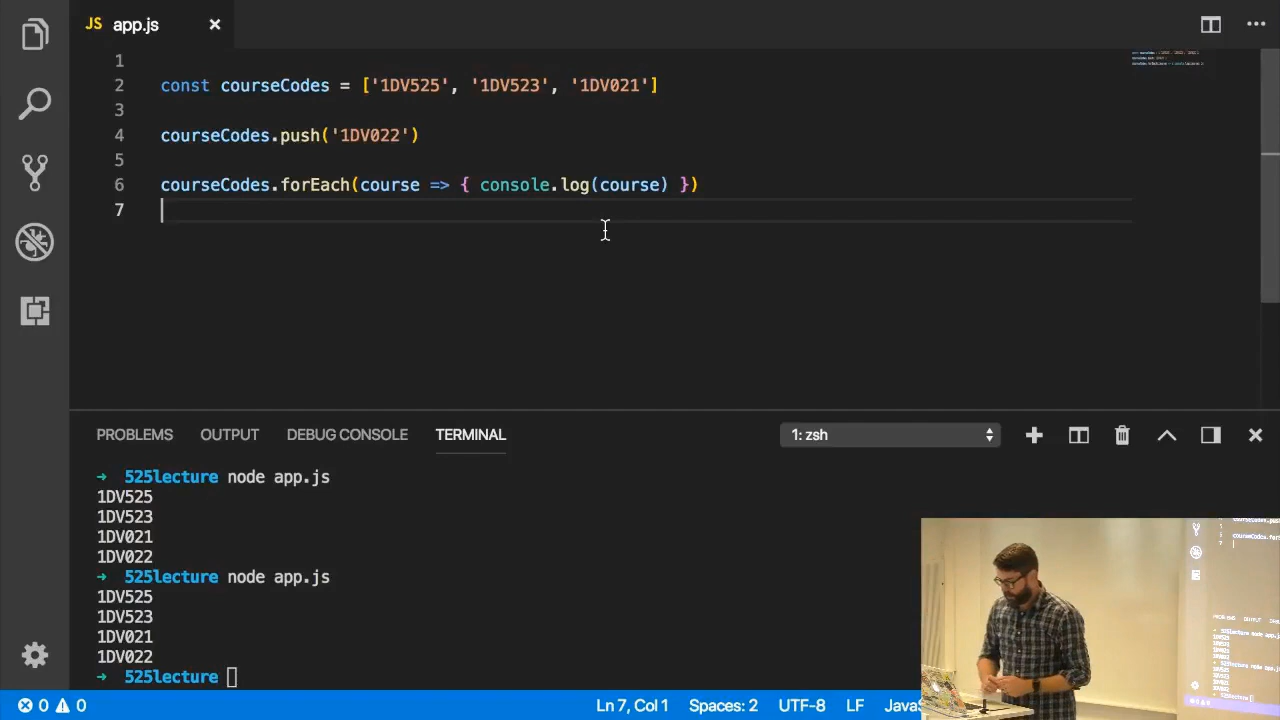 JS app.js
1
2 const courseCodes = ['1DV525', '1DV523', '1DV021']
3
4 courseCodes.push('1DV022')
5
6 courseCodes.forEach(course => { console.log(course) })
7
PROBLEMS OUTPUT DEBUG CONSOLE TERMINAL 1: zsh
→ 525lecture node app.js
1DV525
1DV523
1DV021
1DV022
→ 525lecture node app.js
1DV525
1DV523
1DV021
1DV022
→ 525lecture
0 0 Ln 7, Col 1 Spaces: 2 UTF-8 LF